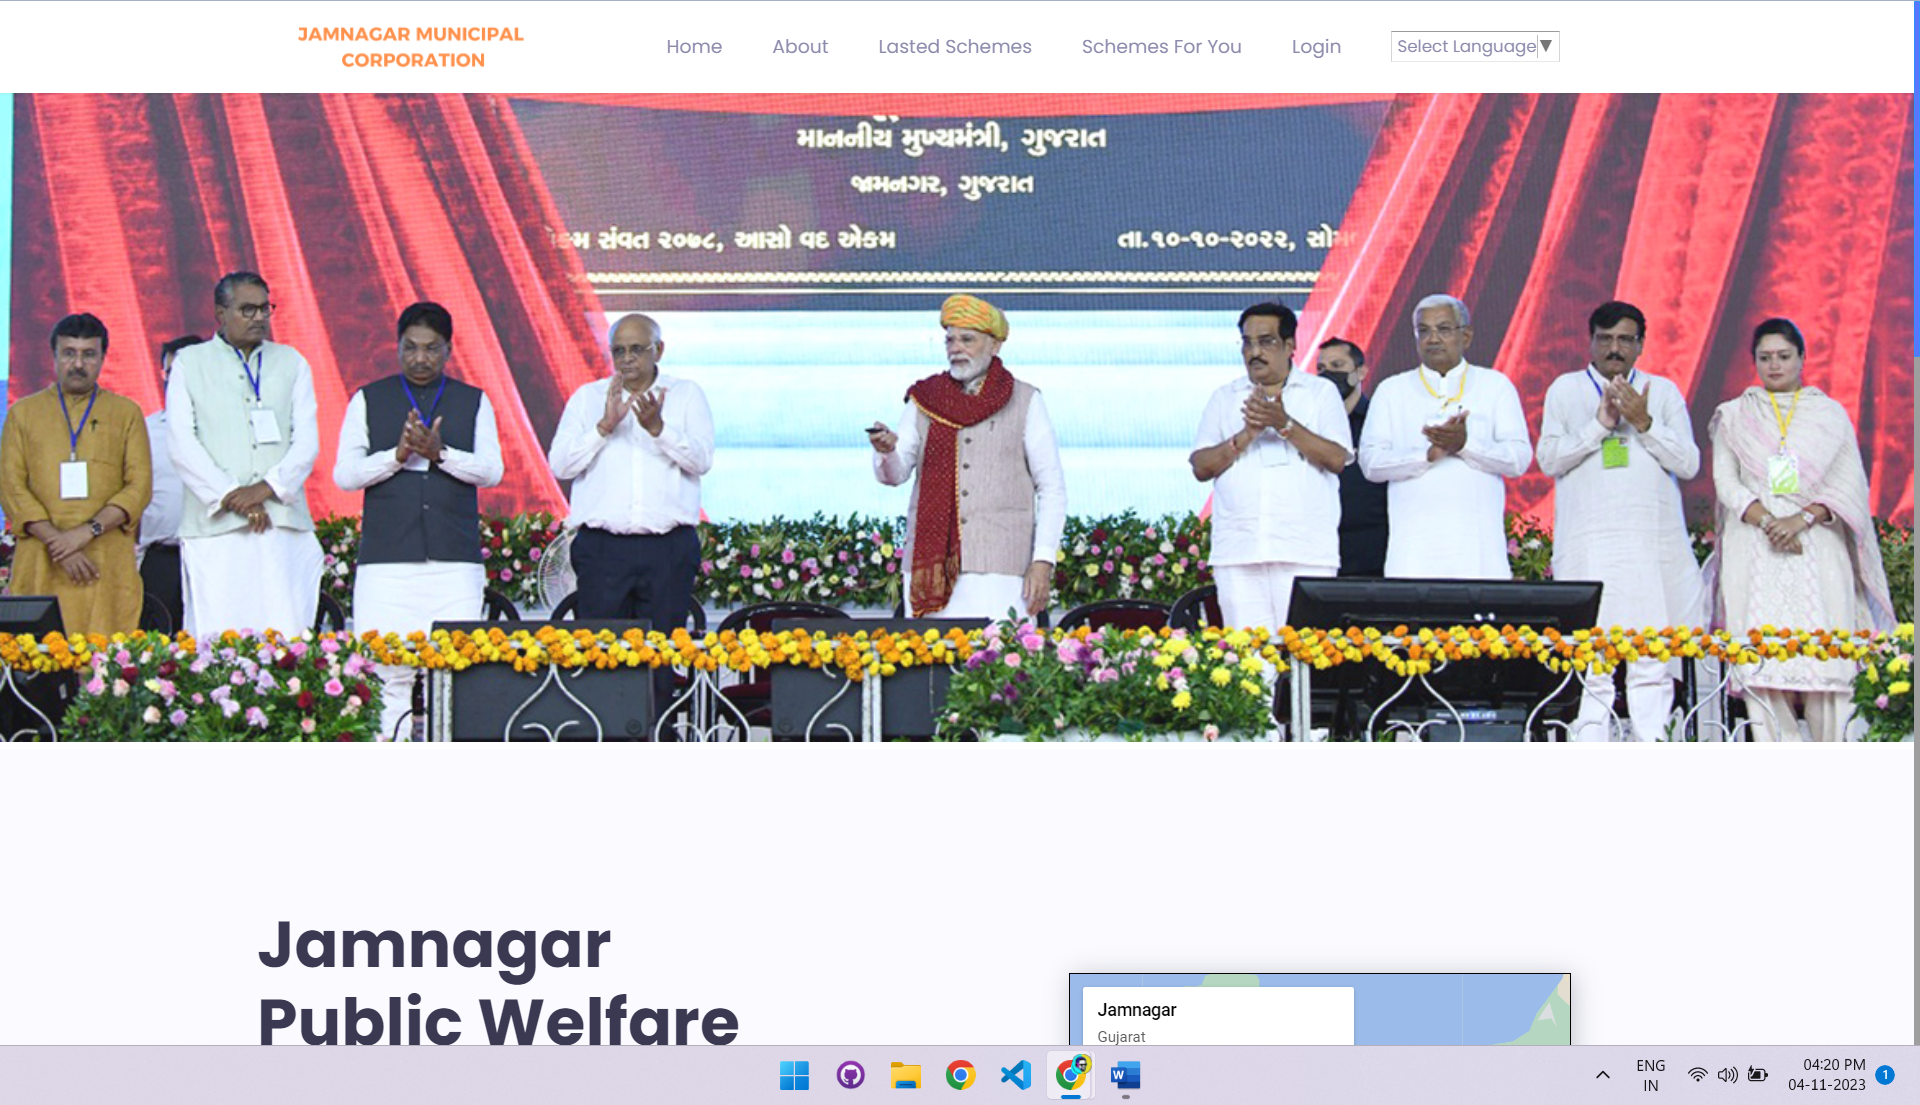 JAMNAGAR MUNICIPAL
CORPORATION
Home
About
Lasted Schemes
Schemes For You
Login
Select Language▼
માનનીય મુખ્યમંત્રી, ગુજરાત
જામનગર, ગુજરાત
સંવત ૨૦૭૮, આસો વદ એકમ
તા.૧૦-૧૦-૨૦૨૨,
Jamnagar
Public Welfare
Jamnagar
Gujarat
ENG
IN
04:20 PM
04-11-2023
1